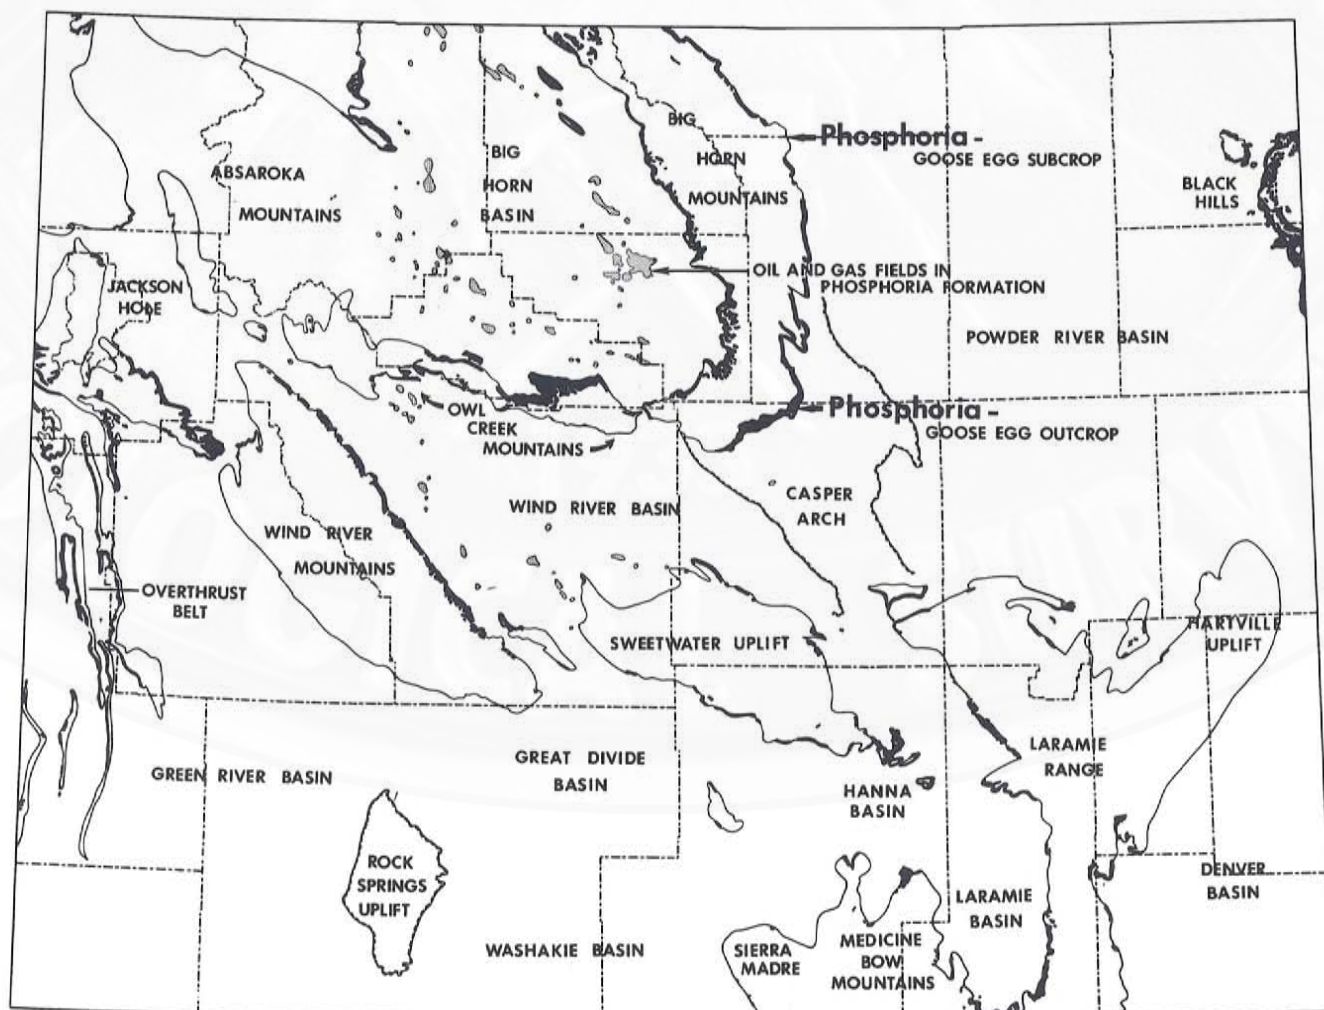 Phosphoria -
GOOSE EGG SUBCROP
BIG
HORN
MOUNTAINS
ABSAROKA
MOUNTAINS
BIG
HORN
BASIN
BLACK
HILLS
OIL AND GAS FIELDS IN
PHOSPHORIA FORMATION
JACKSON
HOLE
POWDER RIVER BASIN
Phosphoria -
GOOSE EGG OUTCROP
OWL
CREEK
MOUNTAINS
CASPER
ARCH
WIND RIVER BASIN
WIND RIVER
MOUNTAINS
OVERTHRUST
BELT
SWEETWATER UPLIFT
HARTVILLE
UPLIFT
LARAMIE
RANGE
GREAT DIVIDE
BASIN
GREEN RIVER BASIN
HANNA
BASIN
ROCK
SPRINGS
UPLIFT
DENVER
BASIN
LARAMIE
BASIN
WASHAKIE BASIN
SIERRA
MADRE
MEDICINE
BOW
MOUNTAINS